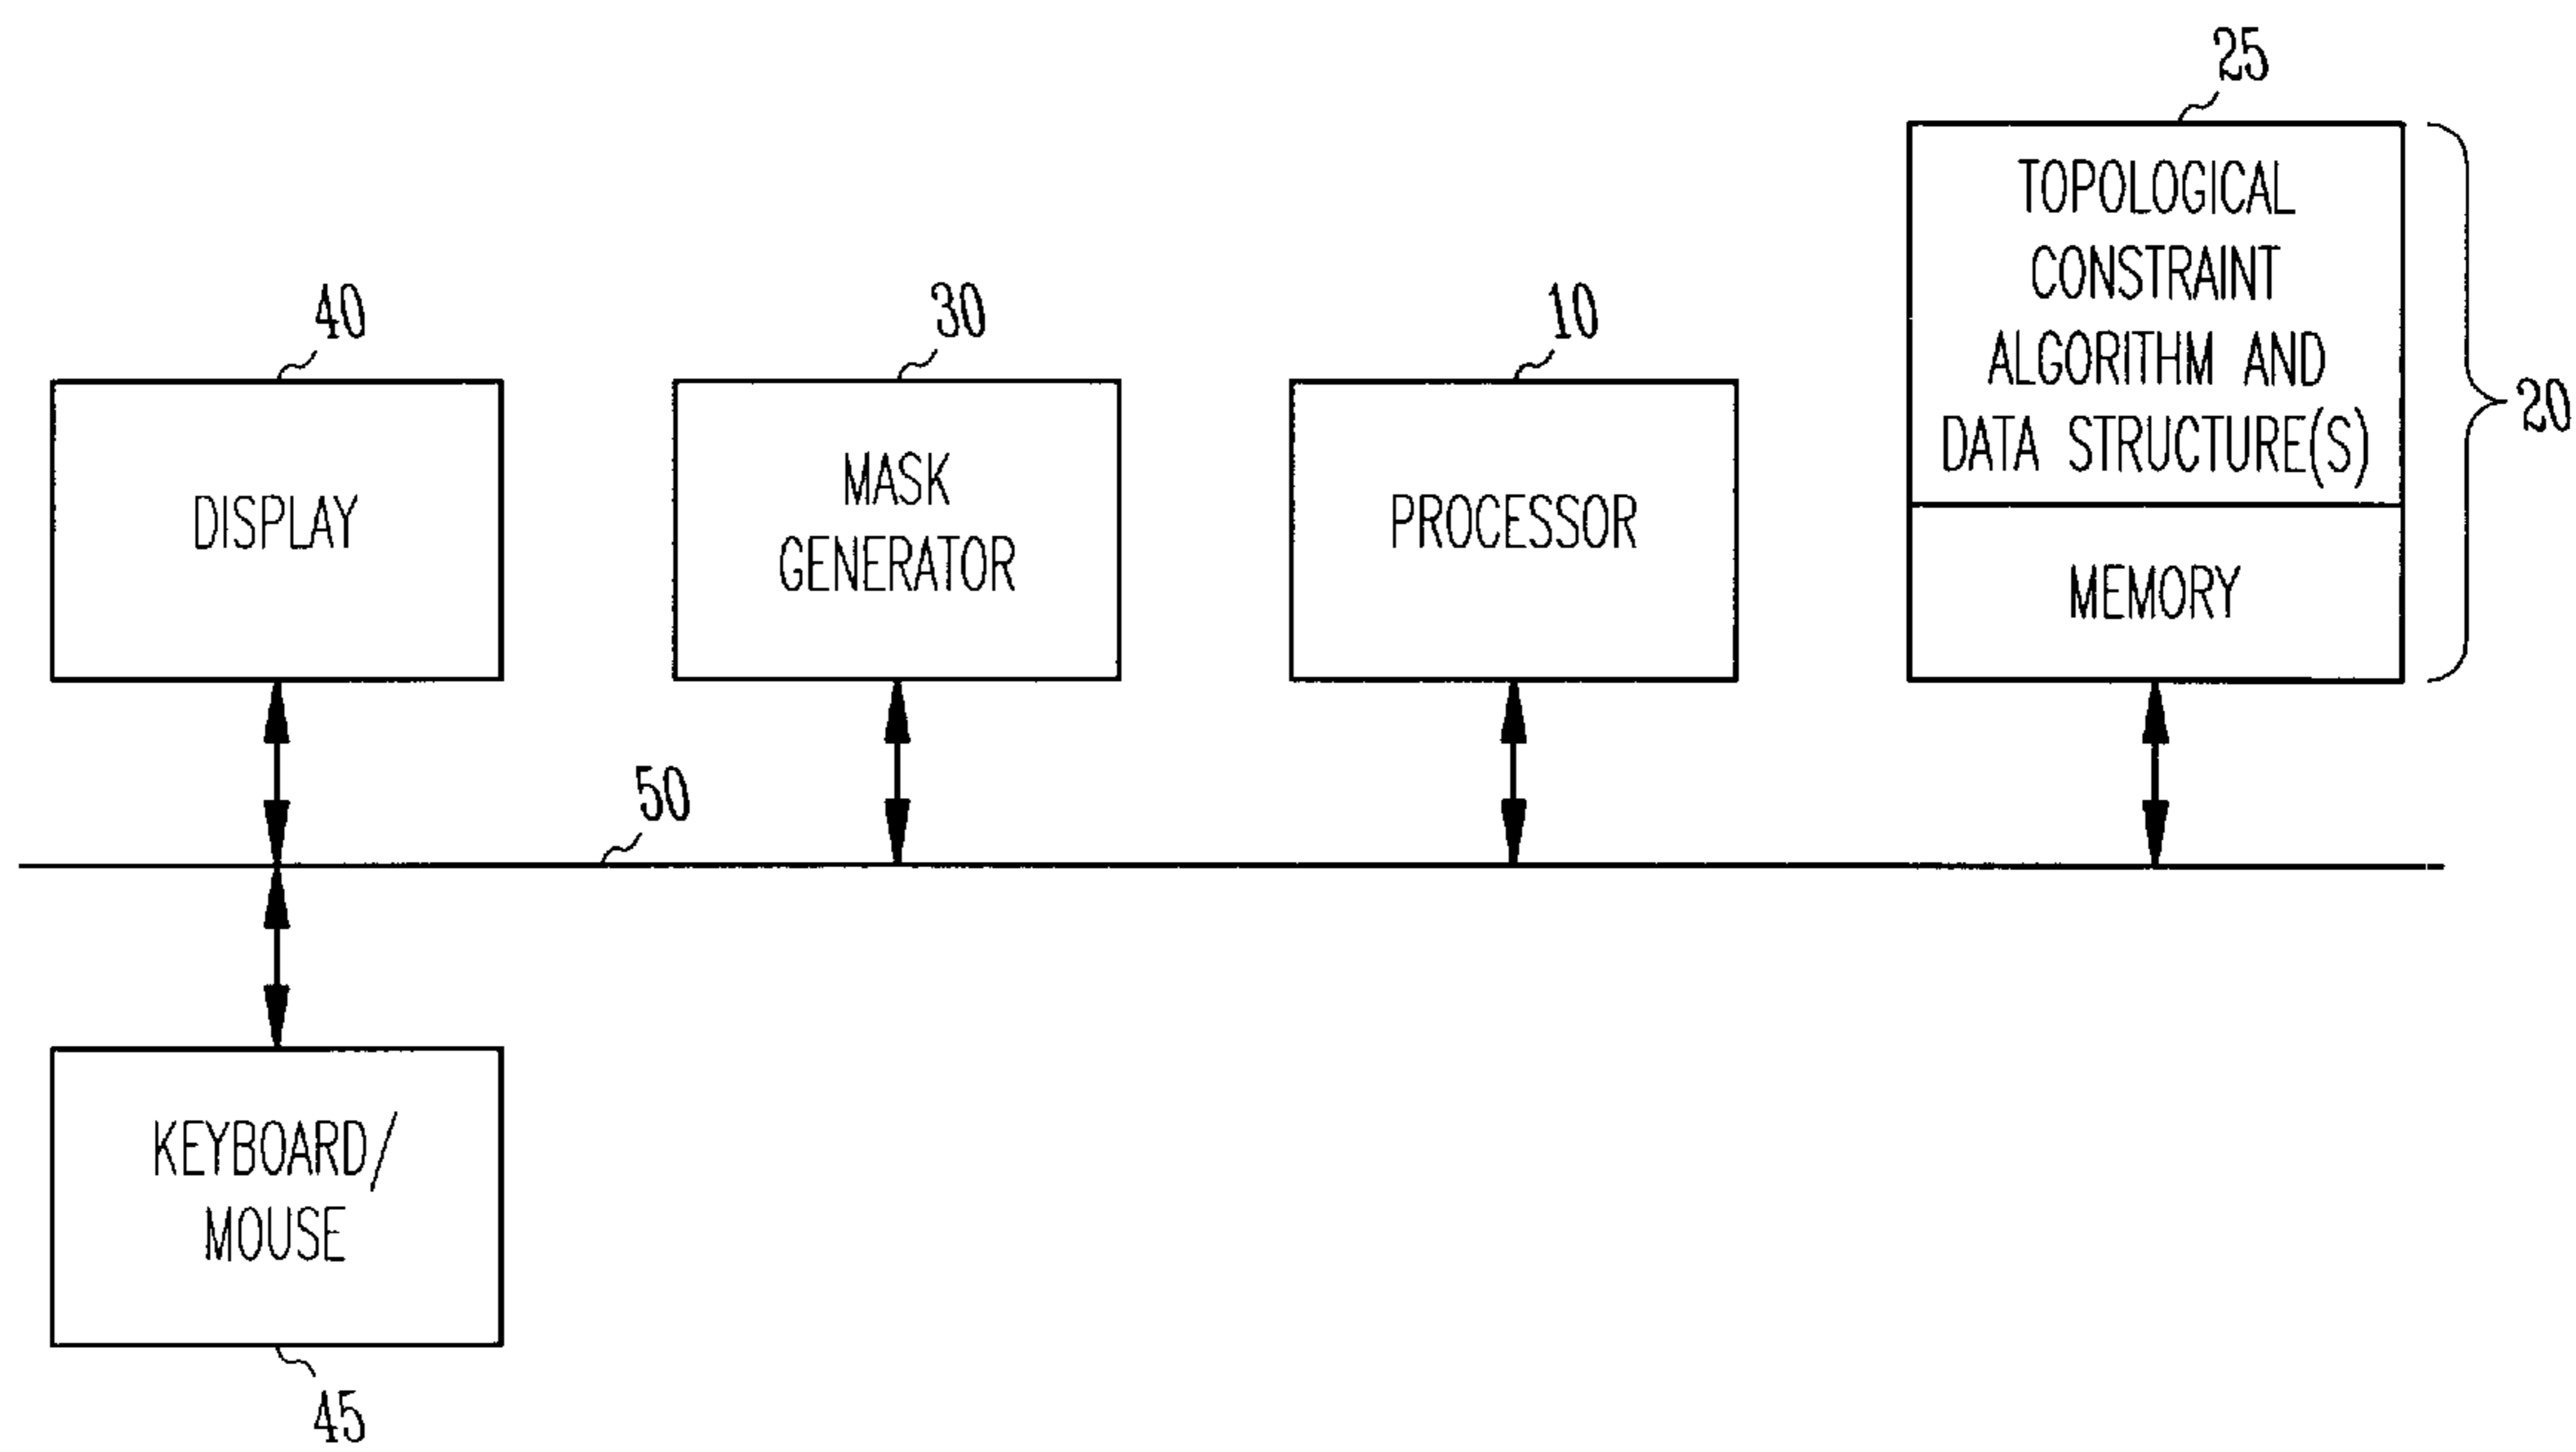 25
TOPOLOGICAL
CONSTRAINT
ALGORITHM AND
DATA STRUCTURE(S)
MEMORY
20
40
DISPLAY
30
MASK
GENERATOR
10
PROCESSOR
50
KEYBOARD/
MOUSE
45